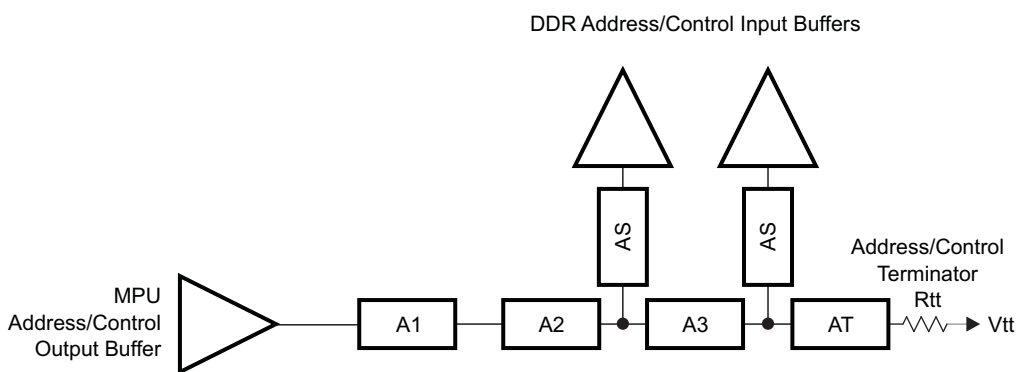 DDR Address/Control Input Buffers
AS
AS
Address/Control
Terminator
Rtt
Vtt
MPU
Address/Control
Output Buffer
A1
A2
A3
AT